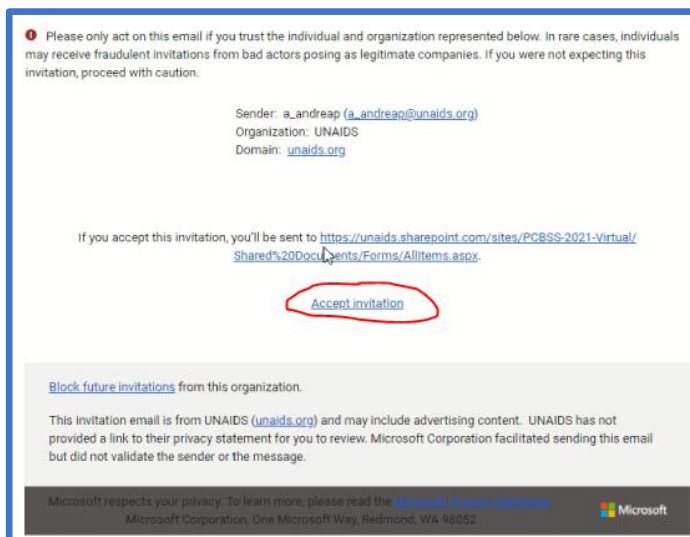 Please only act on this email if you trust the individual and organization represented below. In rare cases, individuals
may receive fraudulent invitations from bad actors posing as legitimate companies. If you were not expecting this
invitation, proceed with caution.
Sender: a_andreap (a_andreap@unaids.org)
Organization: UNAIDS
Domain: unaids.org
If you accept this invitation, you'll be sent to https://unaids.sharepoint.com/sites/PCBSS-2021-Virtual/
Shared%20Documents/Forms/AllItems.aspx.
Accept invitation
Block future invitations from this organization.
This invitation email is from UNAIDS (unaids.org) and may include advertising content. UNAIDS has not
provided a link to their privacy statement for you to review. Microsoft Corporation facilitated sending this email
but did not validate the sender or the message.
Microsoft respects your privacy. To learn more, please read the Microsoft Privacy Statement.
Microsoft Corporation, One Microsoft Way, Redmond, WA 98052
Microsoft